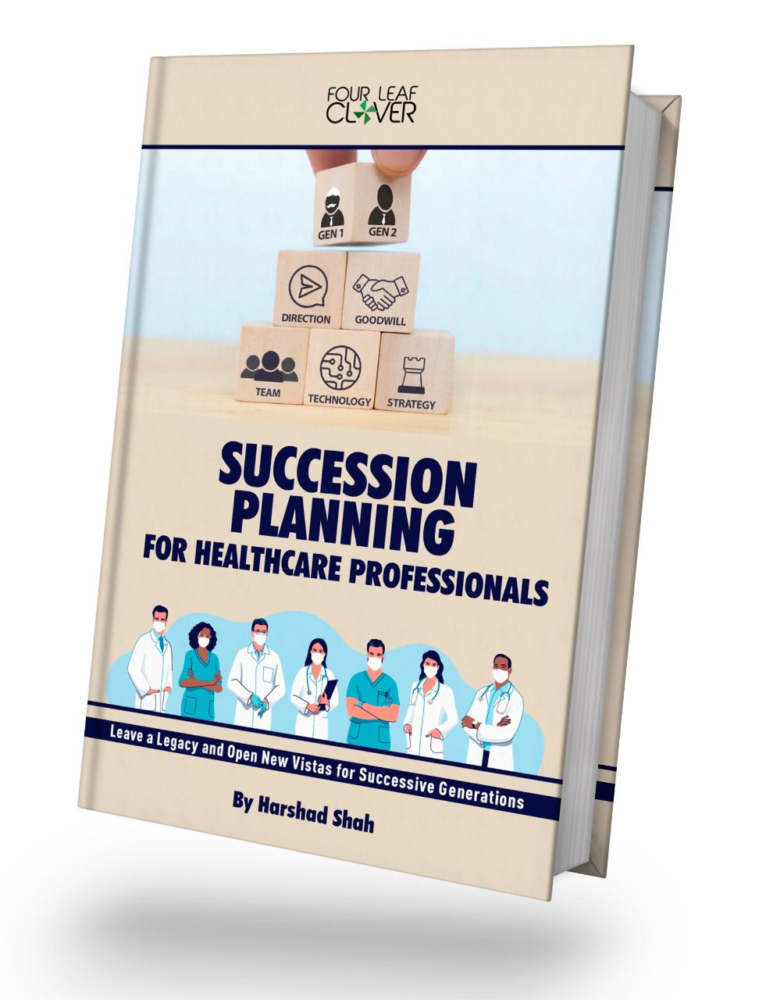 FOUR LEAF
CLOVER
GEN 1
GEN 2
DIRECTION
GOODWILL
TEAM
TECHNOLOGY
STRATEGY
SUCCESSION
PLANNING
FOR HEALTHCARE PROFESSIONALS
Leave a Legacy and Open New Vistas for Successive Generations
By Harshad Shah